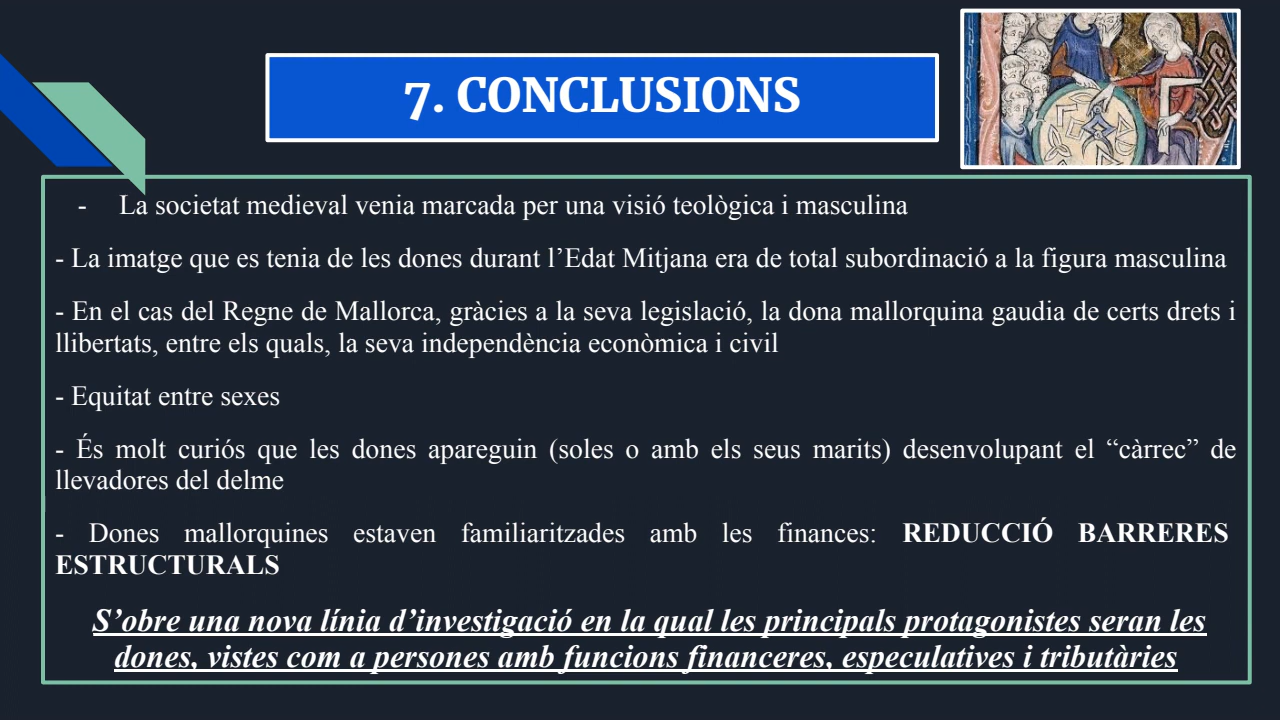 7. CONCLUSIONS
- La societat medieval venia marcada per una visió teològica i masculina
- La imatge que es tenia de les dones durant l’Edat Mitjana era de total subordinació a la figura masculina
- En el cas del Regne de Mallorca, gràcies a la seva legislació, la dona mallorquina gaudia de certs drets i
llibertats, entre els quals, la seva independència econòmica i civil
- Equitat entre sexes
- És molt curiós que les dones apareguin (soles o amb els seus marits) desenvolupant el “càrrec” de
llevadores del delme
- Dones mallorquines estaven familiaritzades amb les finances: REDUCCIÓ BARRERES
ESTRUCTURALS
S’obre una nova línia d’investigació en la qual les principals protagonistes seran les
dones, vistes com a persones amb funcions financeres, especulatives i tributàries